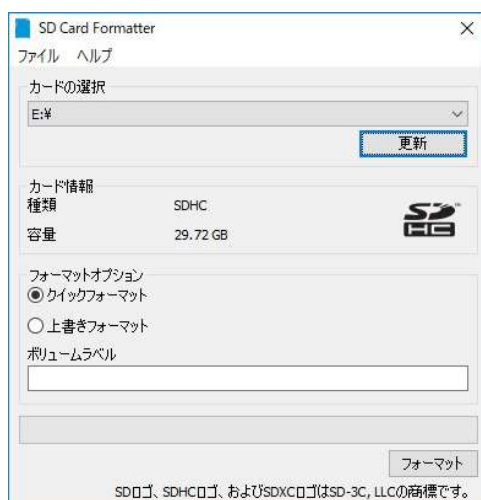 SD Card Formatter
ファイル ヘルプ
カードの選択
E:¥
更新
カード情報
種類 SDHC
容量 29.72 GB
SD HC
フォーマットオプション
クイックフォーマット
上書きフォーマット
ボリュームラベル
フォーマット
SDロゴ、SDHCロゴ、およびSDXCロゴはSD-3C, LLCの商標です。